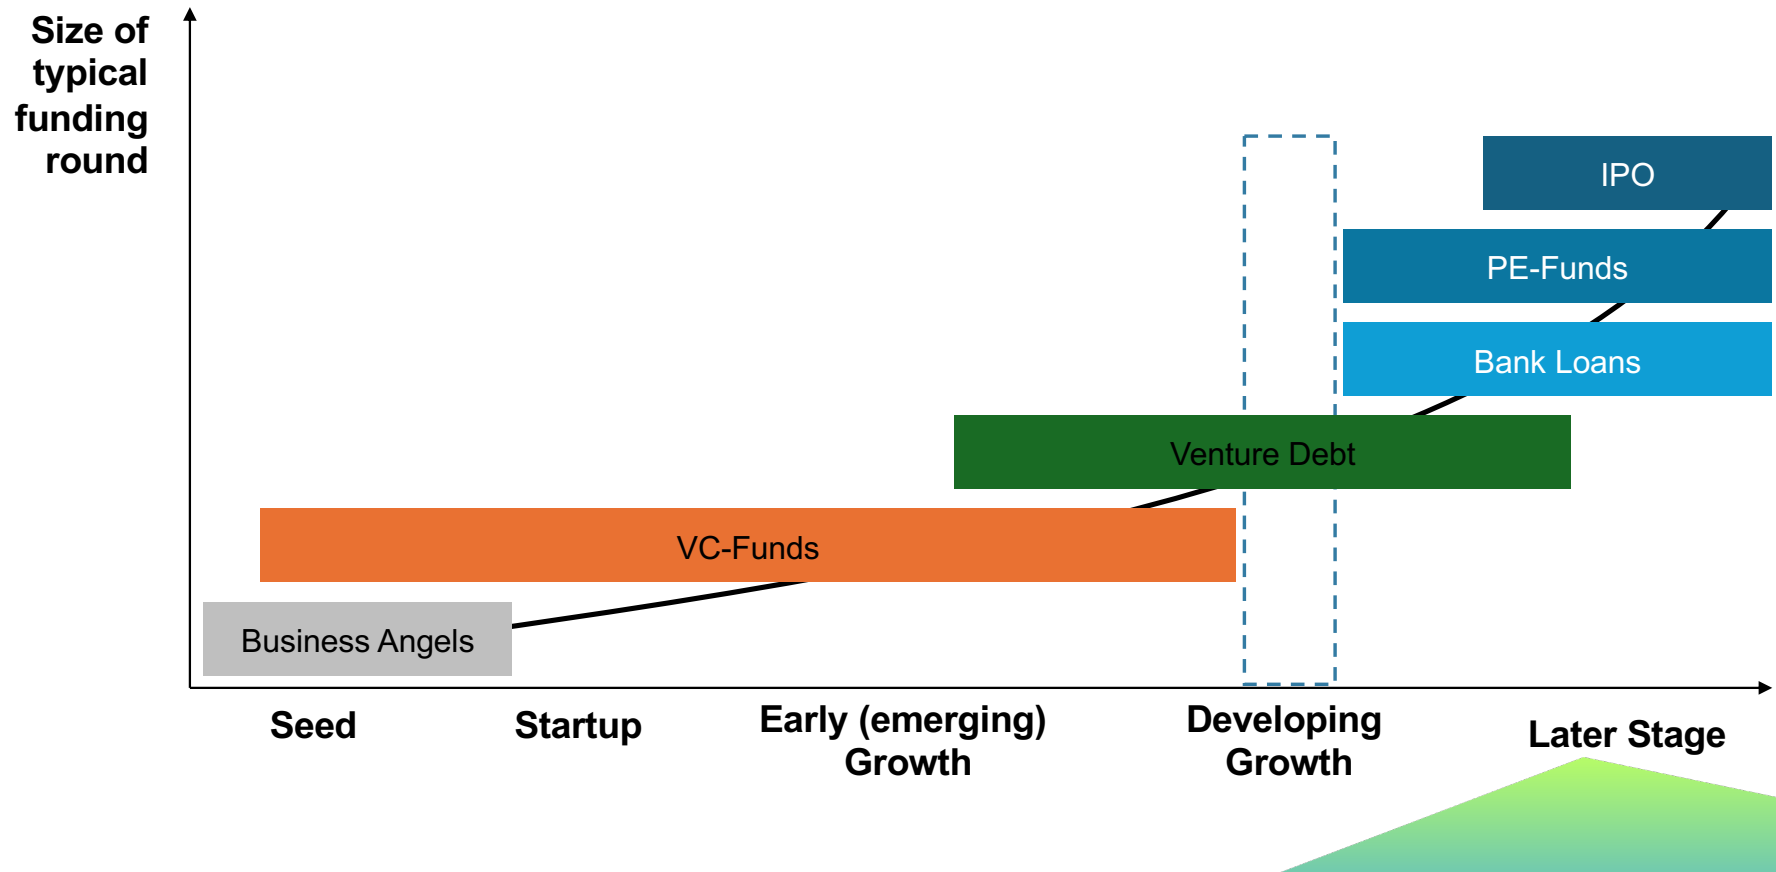 Size of
typical
funding
round
IPO
PE-Funds
Bank Loans
Venture Debt
VC-Funds
Business Angels
Seed
Startup
Early (emerging)
Growth
Developing
Growth
Later Stage